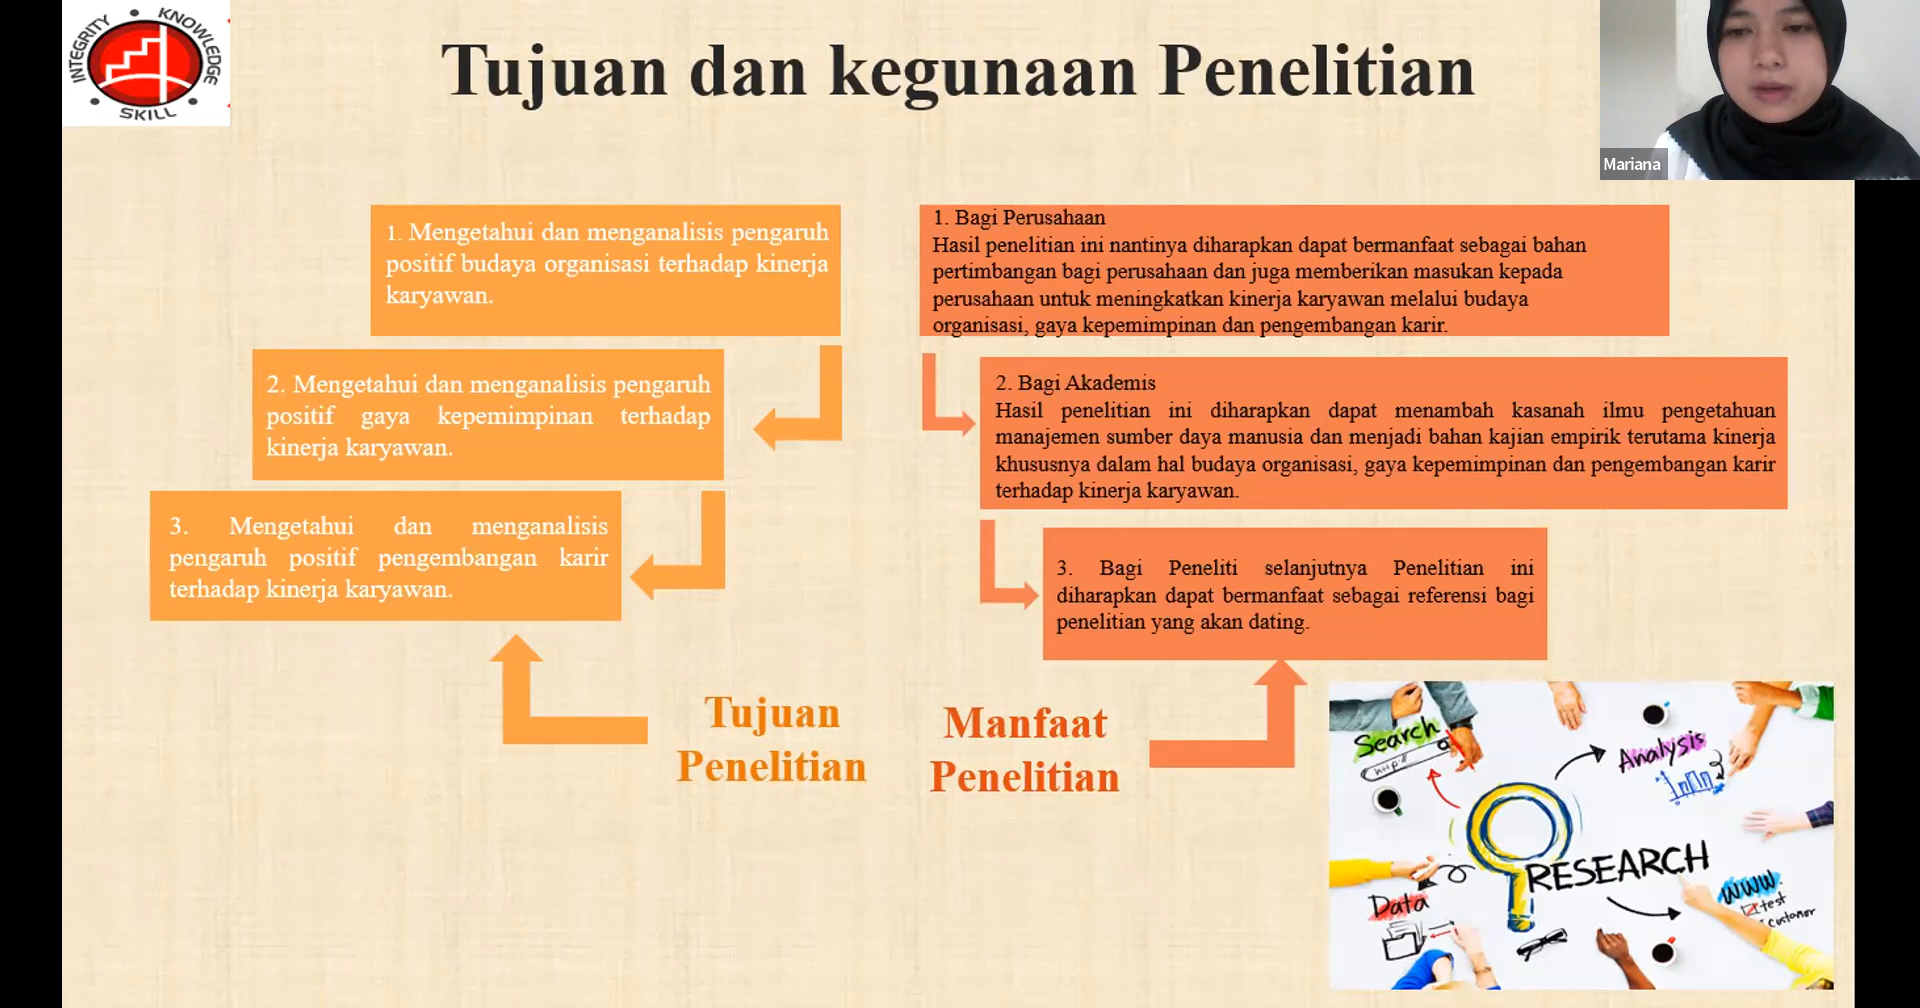 INTEGRITY
KNOWLEDGE
SKILL
Tujuan dan kegunaan Penelitian
Mariana
1. Mengetahui dan menganalisis pengaruh
positif budaya organisasi terhadap kinerja
karyawan.
2. Mengetahui dan menganalisis pengaruh
positif gaya kepemimpinan terhadap
kinerja karyawan.
3. Mengetahui dan menganalisis
pengaruh positif pengembangan karir
terhadap kinerja karyawan.
Tujuan
Penelitian
1. Bagi Perusahaan
Hasil penelitian ini nantinya diharapkan dapat bermanfaat sebagai bahan
pertimbangan bagi perusahaan dan juga memberikan masukan kepada
perusahaan untuk meningkatkan kinerja karyawan melalui budaya
organisasi, gaya kepemimpinan dan pengembangan karir.
2. Bagi Akademis
Hasil penelitian ini diharapkan dapat menambah kasanah ilmu pengetahuan
manajemen sumber daya manusia dan menjadi bahan kajian empirik terutama kinerja
khususnya dalam hal budaya organisasi, gaya kepemimpinan dan pengembangan karir
terhadap kinerja karyawan.
3. Bagi Peneliti selanjutnya Penelitian ini
diharapkan dapat bermanfaat sebagai referensi bagi
penelitian yang akan dating.
Manfaat
Penelitian
Search
http://
Analysis
RESEARCH
Data
WWW.
test
customer